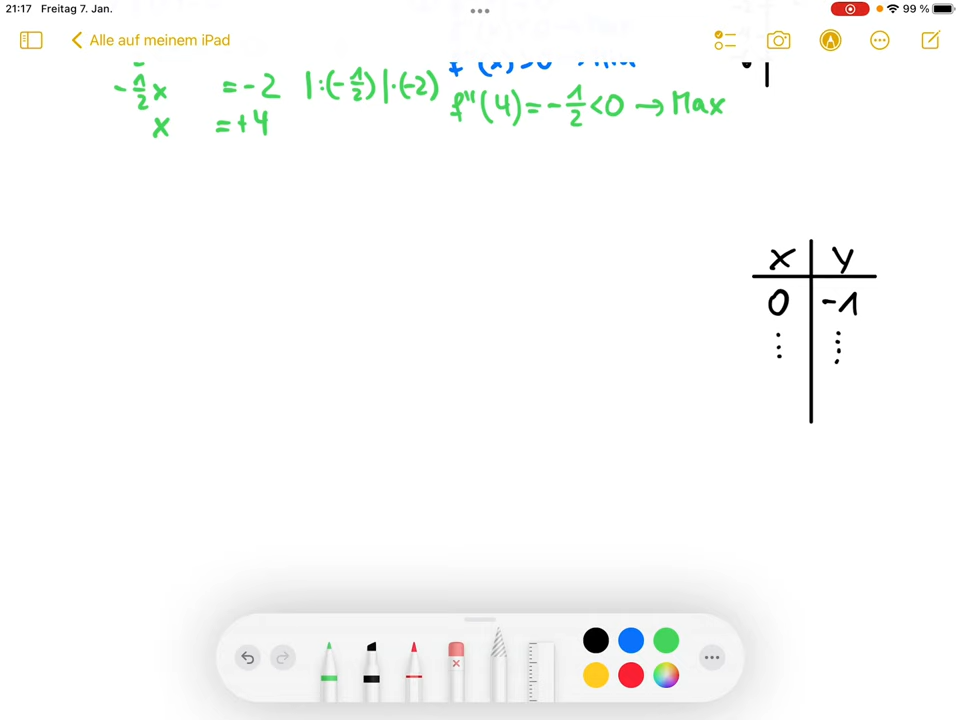 21:17 Freitag 7. Jan. 99 %
Alle auf meinem iPad
-1/2 x = -2 |:(-1/2) |·(-2)
x = +4
f''(4) = -1/2 < 0 → Max
x y
0 -1
⋮ ⋮